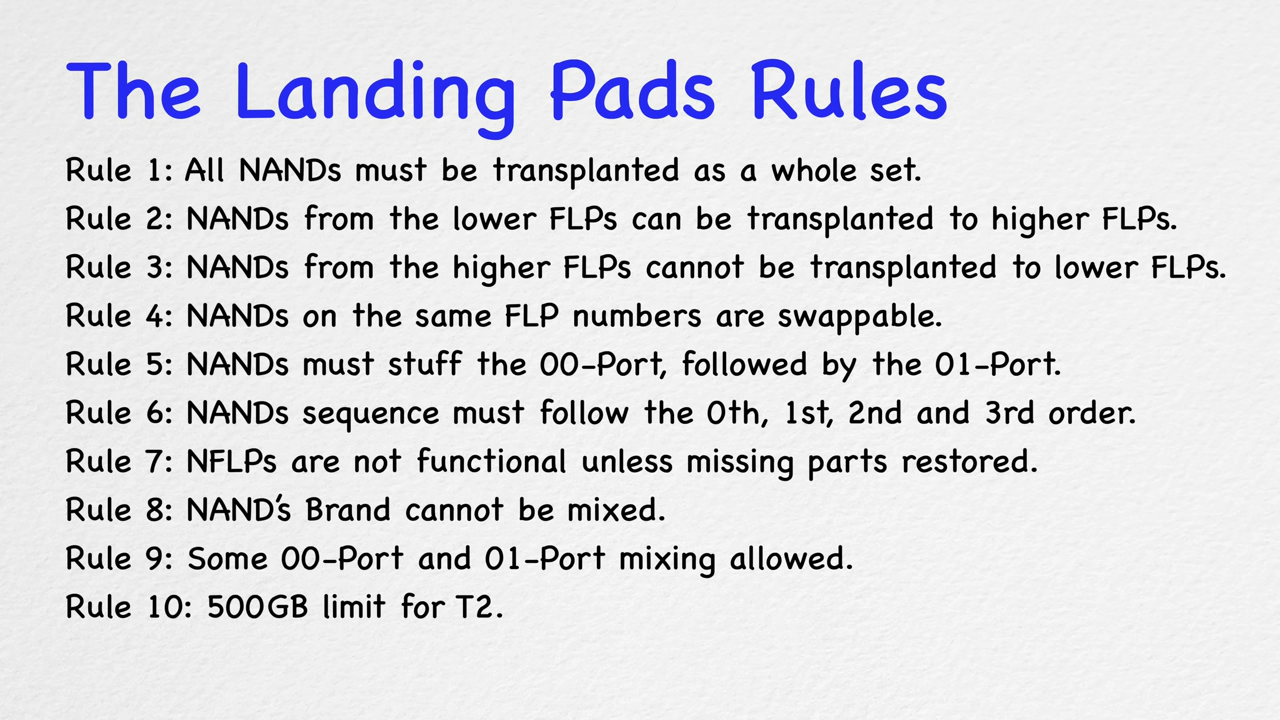 The Landing Pads Rules
Rule 1: All NANDs must be transplanted as a whole set.
Rule 2: NANDs from the lower FLPs can be transplanted to higher FLPs.
Rule 3: NANDs from the higher FLPs cannot be transplanted to lower FLPs.
Rule 4: NANDs on the same FLP numbers are swappable.
Rule 5: NANDs must stuff the 00-Port, followed by the 01-Port.
Rule 6: NANDs sequence must follow the 0th, 1st, 2nd and 3rd order.
Rule 7: NFLPs are not functional unless missing parts restored.
Rule 8: NAND’s Brand cannot be mixed.
Rule 9: Some 00-Port and 01-Port mixing allowed.
Rule 10: 500GB limit for T2.